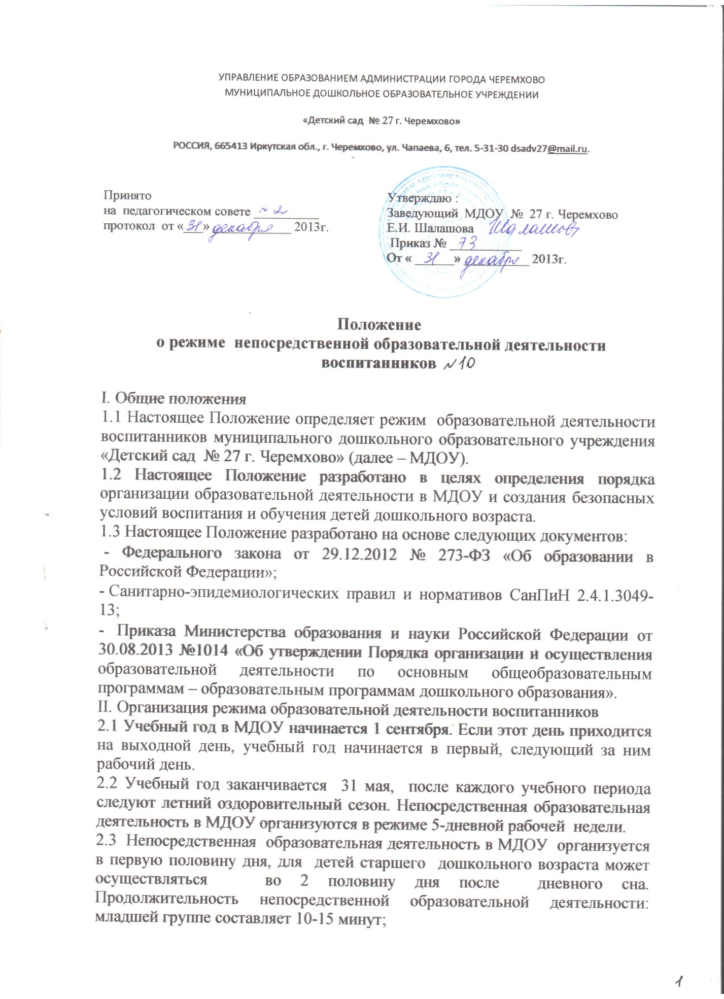 УПРАВЛЕНИЕ ОБРАЗОВАНИЕМ АДМИНИСТРАЦИИ ГОРОДА ЧЕРЕМХОВО
МУНИЦИПАЛЬНОЕ ДОШКОЛЬНОЕ ОБРАЗОВАТЕЛЬНОЕ УЧРЕЖДЕНИИ
«Детский сад № 27 г. Черемхово»
РОССИЯ, 665413 Иркутская обл., г. Черемхово, ул. Чапаева, 6, тел. 5-31-30 dsadv27@mail.ru.
Принято
на педагогическом совете ~ 2
протокол от «31» декабря 2013г.
Утверждаю :
Заведующий МДОУ № 27 г. Черемхово
Е.И. Шалашова
Приказ № 73
От « 31 » декабря 2013г.
Положение
о режиме непосредственной образовательной деятельности
воспитанников N10
I. Общие положения
1.1 Настоящее Положение определяет режим образовательной деятельности
воспитанников муниципального дошкольного образовательного учреждения
«Детский сад № 27 г. Черемхово» (далее – МДОУ).
1.2 Настоящее Положение разработано в целях определения порядка
организации образовательной деятельности в МДОУ и создания безопасных
условий воспитания и обучения детей дошкольного возраста.
1.3 Настоящее Положение разработано на основе следующих документов:
- Федерального закона от 29.12.2012 № 273-ФЗ «Об образовании в
Российской Федерации»;
- Санитарно-эпидемиологических правил и нормативов СанПиН 2.4.1.3049-
13;
- Приказа Министерства образования и науки Российской Федерации от
30.08.2013 №1014 «Об утверждении Порядка организации и осуществления
образовательной деятельности по основным общеобразовательным
программам – образовательным программам дошкольного образования».
II. Организация режима образовательной деятельности воспитанников
2.1 Учебный год в МДОУ начинается 1 сентября. Если этот день приходится
на выходной день, учебный год начинается в первый, следующий за ним
рабочий день.
2.2 Учебный год заканчивается 31 мая, после каждого учебного периода
следуют летний оздоровительный сезон. Непосредственная образовательная
деятельность в МДОУ организуются в режиме 5-дневной рабочей недели.
2.3 Непосредственная образовательная деятельность в МДОУ организуется
в первую половину дня, для детей старшего дошкольного возраста может
осуществляться во 2 половину дня после дневного сна.
Продолжительность непосредственной образовательной деятельности:
младшей группе составляет 10-15 минут;
1